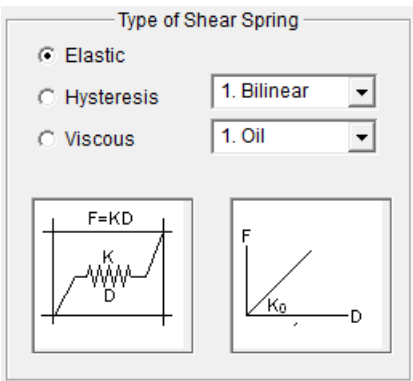 Type of Shear Spring
Elastic
Hysteresis 1. Bilinear
Viscous 1. Oil
F=KD
K
D
F
K0
D